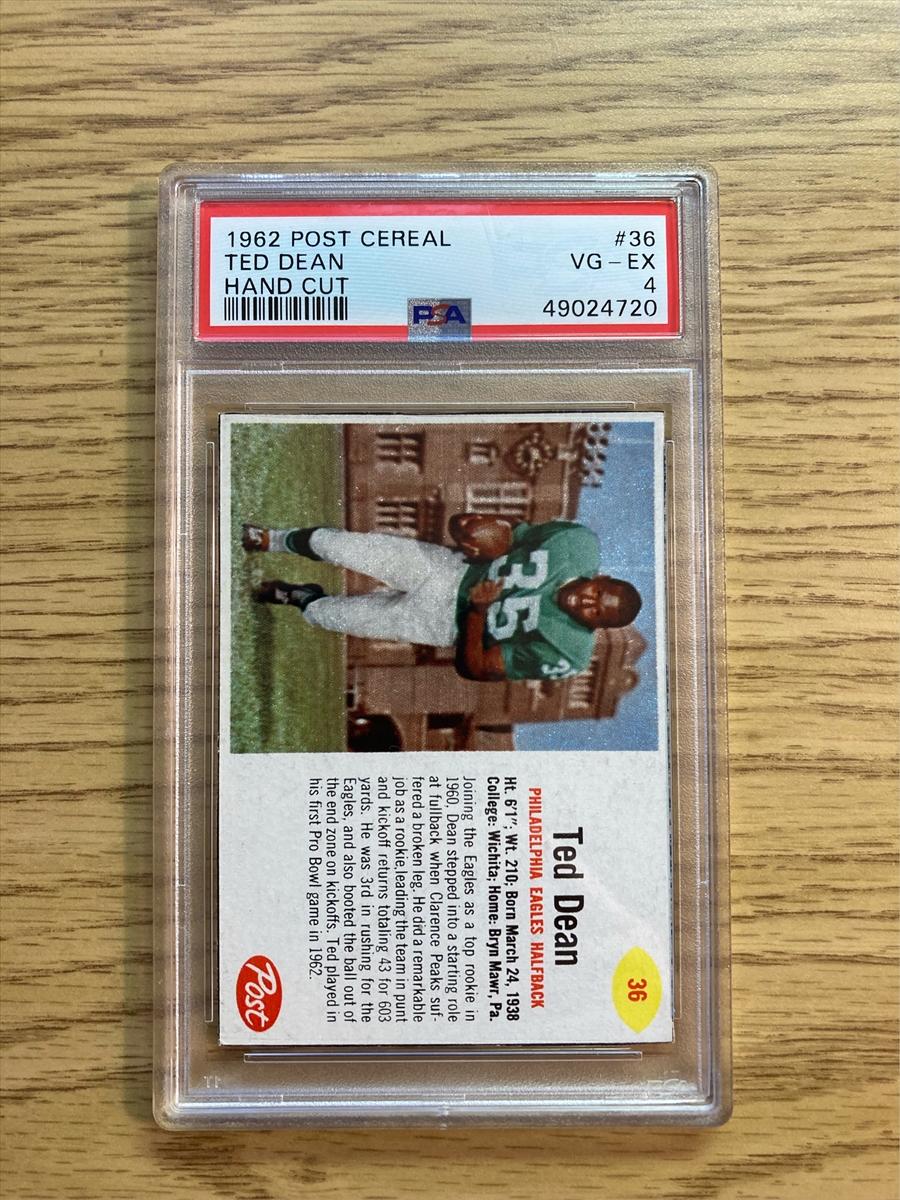 1962 POST CEREAL #36
TED DEAN VG-EX
HAND CUT 4
49024720
PSA
35
3
36
Ted Dean
PHILADELPHIA EAGLES HALFBACK
Ht. 6'1"; Wt. 210; Born March 24, 1938
College: Wichita; Home: Bryn Mawr, Pa.
Joining the Eagles as a top rookie in
1960, Dean stepped into a starting role
at fullback when Clarence Peaks suf-
fered a broken leg. He did a remarkable
job as a rookie, leading the team in punt
and kickoff returns totaling 43 for 603
yards. He was 3rd in rushing for the
Eagles, and also booted the ball out of
the end zone on kickoffs. Ted played in
his first Pro Bowl game in 1962.
Post